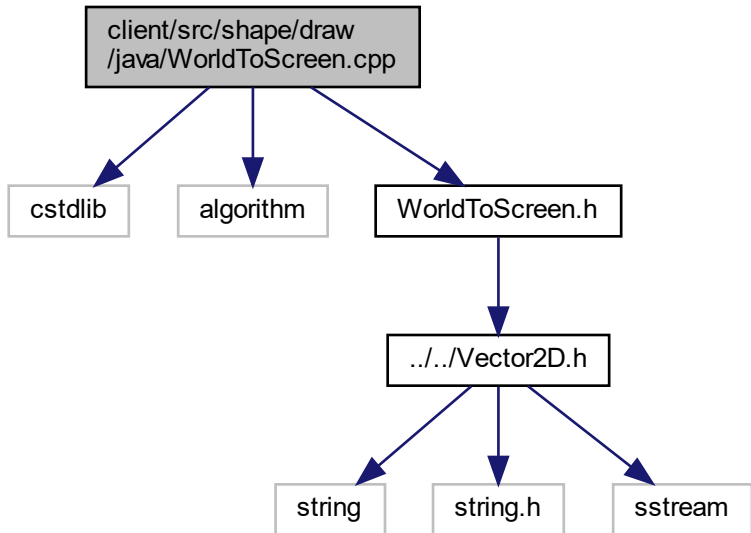 client/src/shape/draw
/java/WorldToScreen.cpp
cstdlib
algorithm
WorldToScreen.h
../../Vector2D.h
string
string.h
sstream